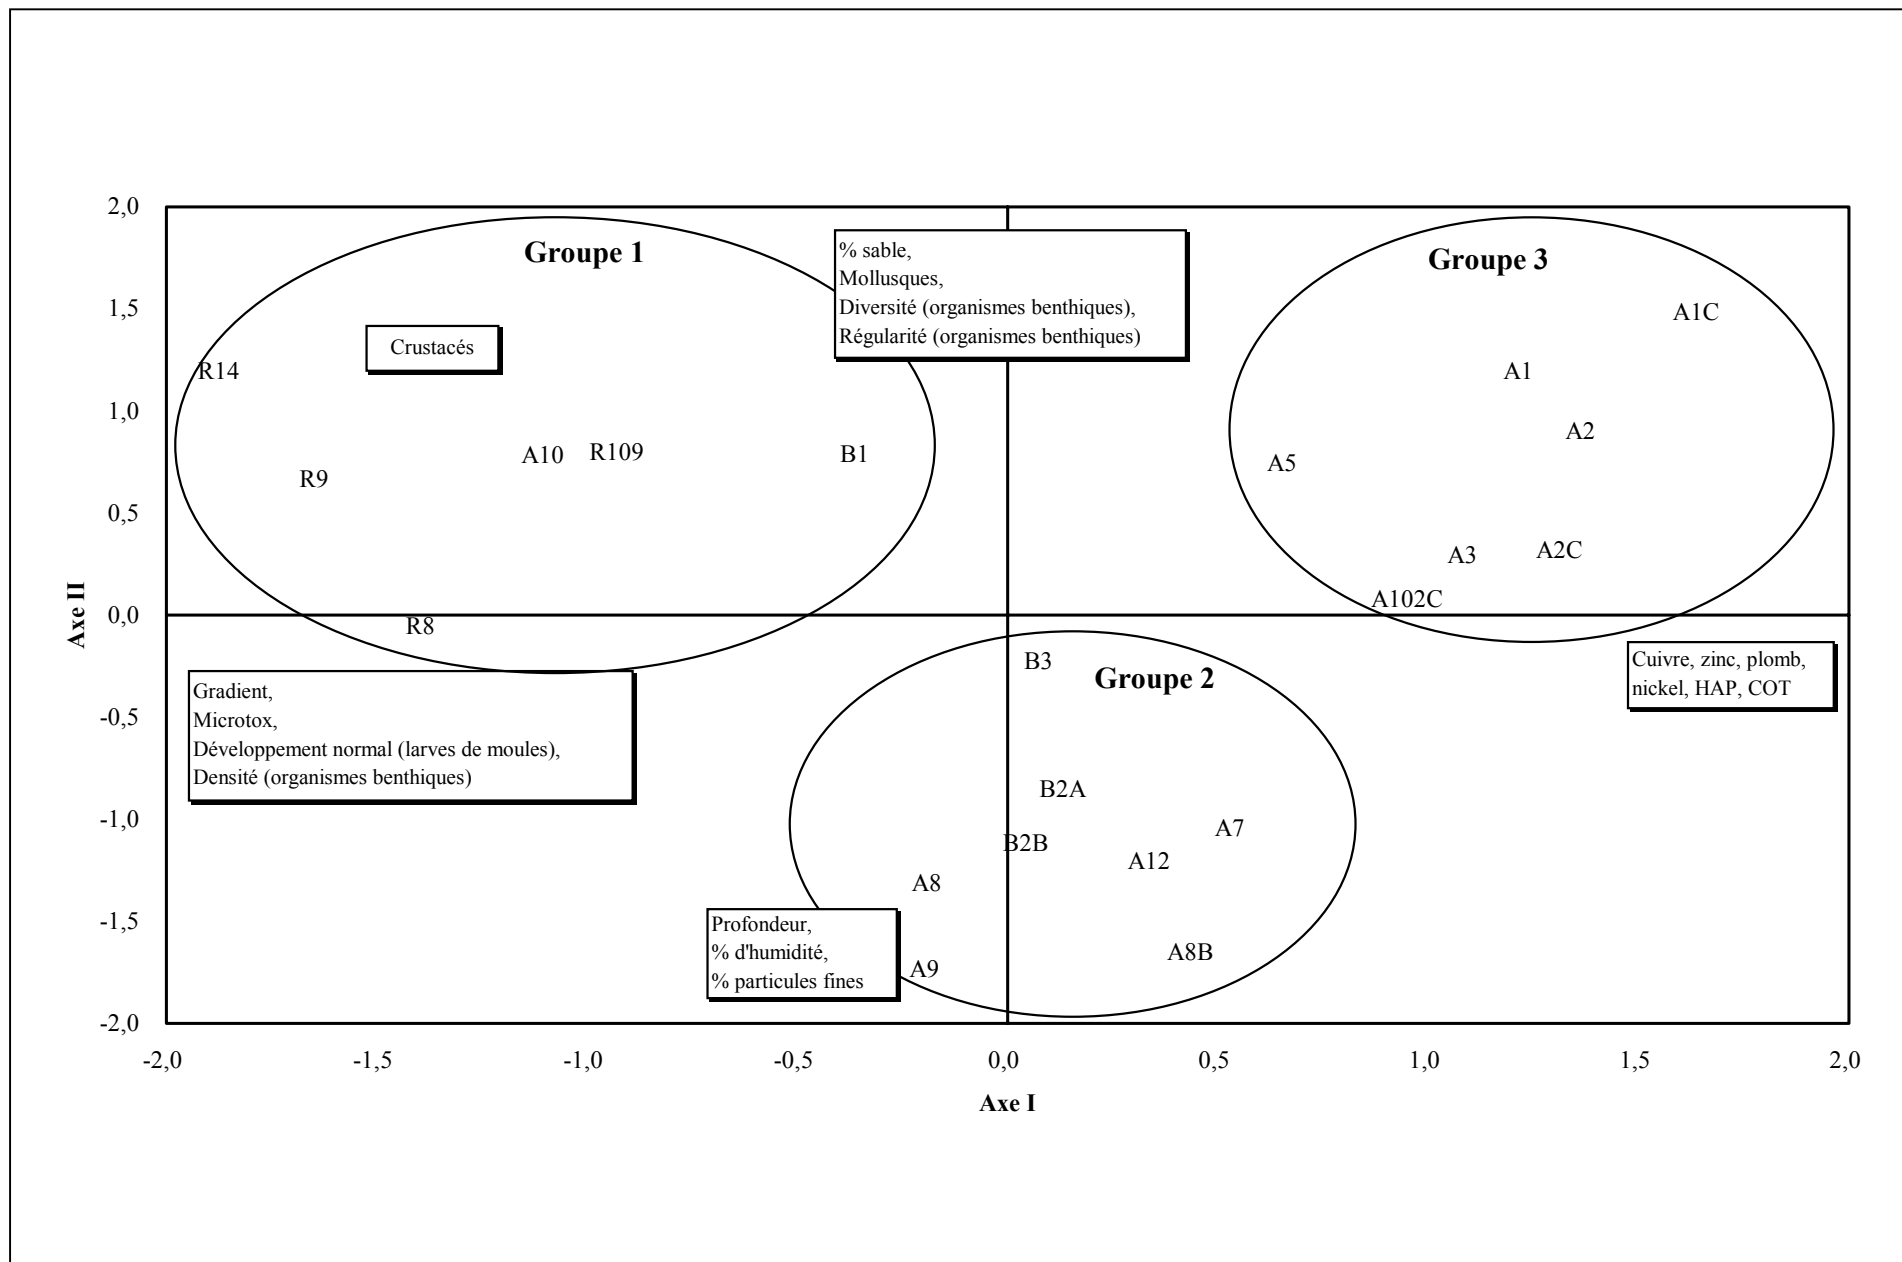 2,0
Groupe 1
% sable,
Mollusques,
Diversité (organismes benthiques),
Régularité (organismes benthiques)
Groupe 3
1,5
A1C
Crustacés
R14
A1
1,0
A2
A10
R109
B1
A5
R9
0,5
A3
A2C
A102C
0,0
R8
Axe II
B3
Groupe 2
Cuivre, zinc, plomb,
nickel, HAP, COT
Gradient,
Microtox,
Développement normal (larves de moules),
Densité (organismes benthiques)
-0,5
B2A
-1,0
A7
B2B
A12
A8
-1,5
Profondeur,
% d'humidité,
% particules fines
A8B
A9
-2,0
-2,0 -1,5 -1,0 -0,5 0,0 0,5 1,0 1,5 2,0
Axe I